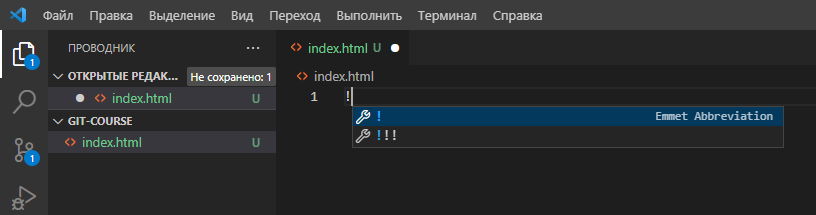 Файл Правка Выделение Вид Переход Выполнить Терминал Справка
ПРОВОДНИК ...
index.html U
ОТКРЫТЫЕ РЕДАК... Не сохранено: 1
index.html
index.html U
1 !
! Emmet Abbreviation
!!!
GIT-COURSE
index.html U
1
1